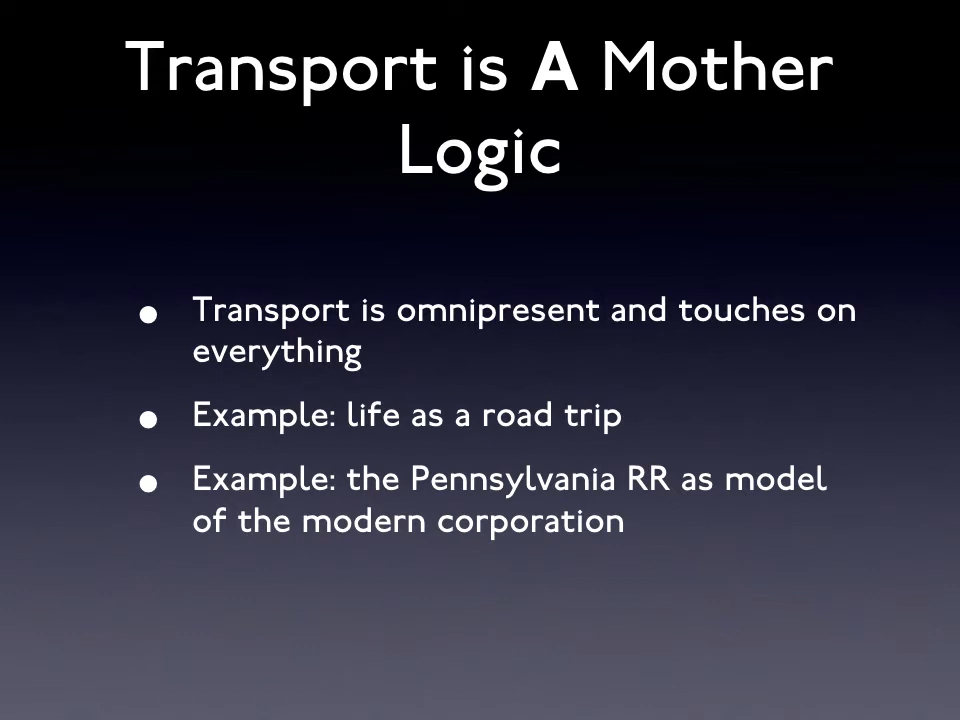 Transport is A Mother
Logic
• Transport is omnipresent and touches on
everything
• Example: life as a road trip
• Example: the Pennsylvania RR as model
of the modern corporation